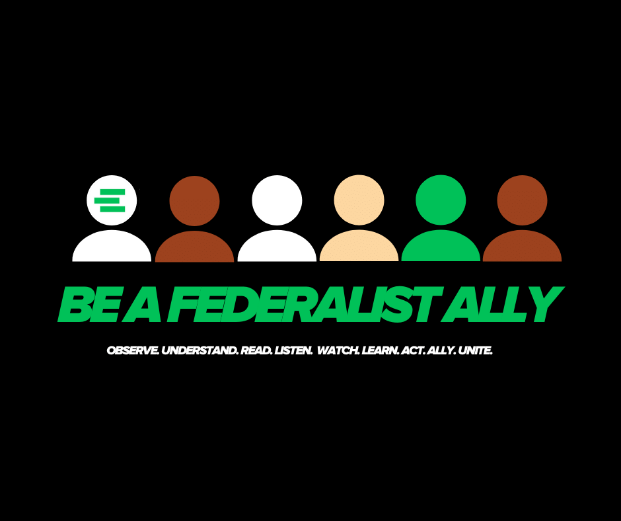 BE A FEDERALIST ALLY
OBSERVE. UNDERSTAND. READ. LISTEN. WATCH. LEARN. ACT. ALLY. UNITE.